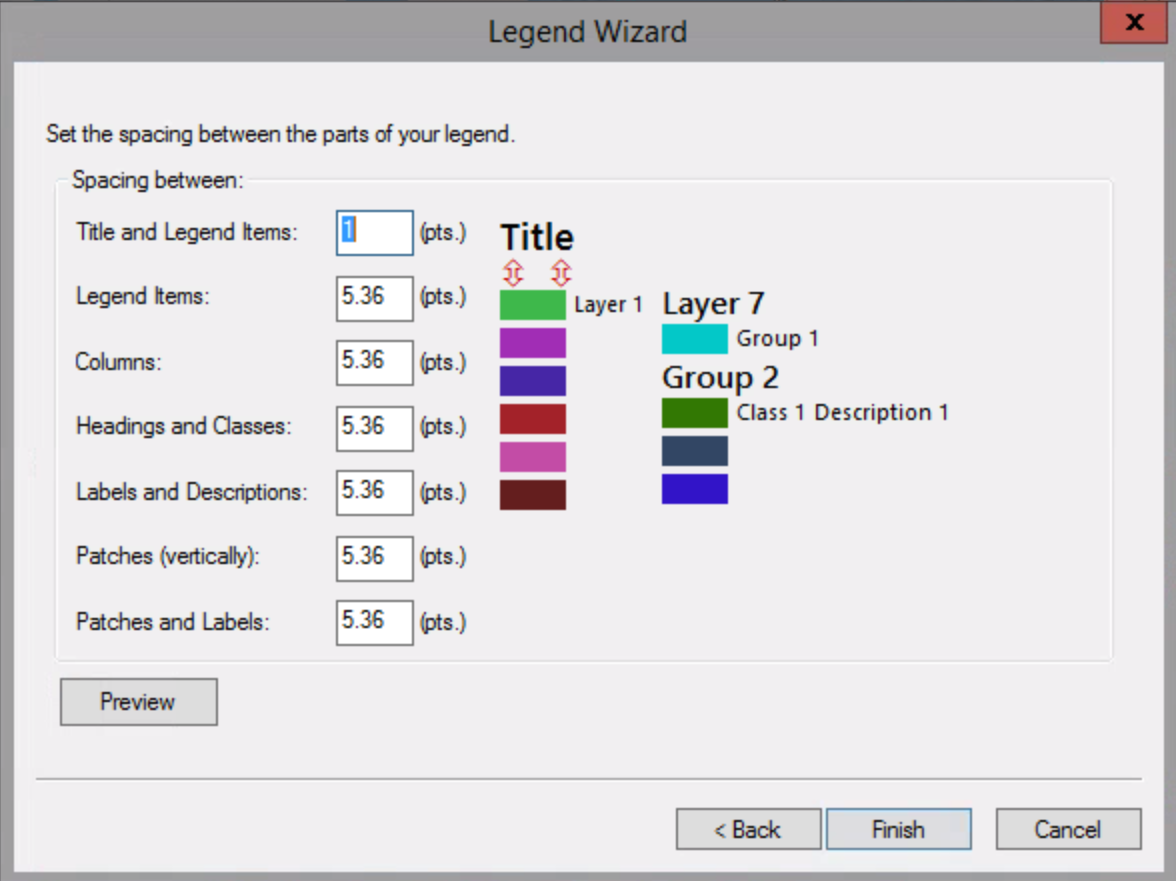 Legend Wizard
x
Set the spacing between the parts of your legend.
Spacing between:
Title and Legend Items: 1 (pts.)
Legend Items: 5.36 (pts.)
Columns: 5.36 (pts.)
Headings and Classes: 5.36 (pts.)
Labels and Descriptions: 5.36 (pts.)
Patches (vertically): 5.36 (pts.)
Patches and Labels: 5.36 (pts.)
Title
Layer 1
Layer 7
Group 1
Group 2
Class 1 Description 1
Preview
< Back
Finish
Cancel